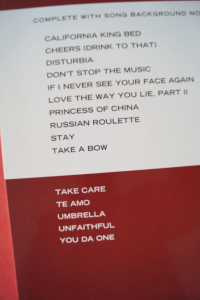 COMPLETE WITH SONG BACKGROUND NO
CALIFORNIA KING BED
CHEERS (DRINK TO THAT)
DISTURBIA
DON'T STOP THE MUSIC
IF I NEVER SEE YOUR FACE AGAIN
LOVE THE WAY YOU LIE, PART II
PRINCESS OF CHINA
RUSSIAN ROULETTE
STAY
TAKE A BOW
TAKE CARE
TE AMO
UMBRELLA
UNFAITHFUL
YOU DA ONE